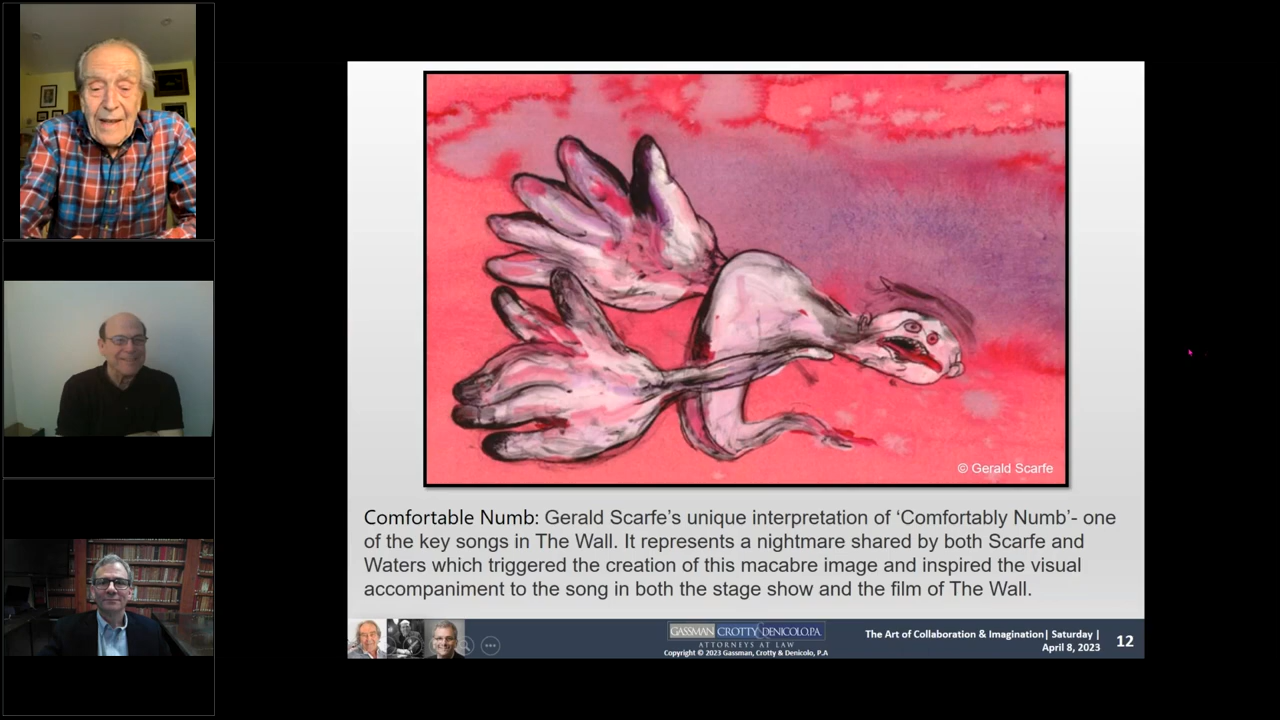 © Gerald Scarfe
Comfortable Numb: Gerald Scarfe’s unique interpretation of ‘Comfortably Numb’- one
of the key songs in The Wall. It represents a nightmare shared by both Scarfe and
Waters which triggered the creation of this macabre image and inspired the visual
accompaniment to the song in both the stage show and the film of The Wall.
GASSMAN CROTTY DENICOLO, P.A.
ATTORNEYS AT LAW
Copyright © 2023 Gassman, Crotty & Denicolo, P.A
The Art of Collaboration & Imagination| Saturday |
April 8, 2023
12